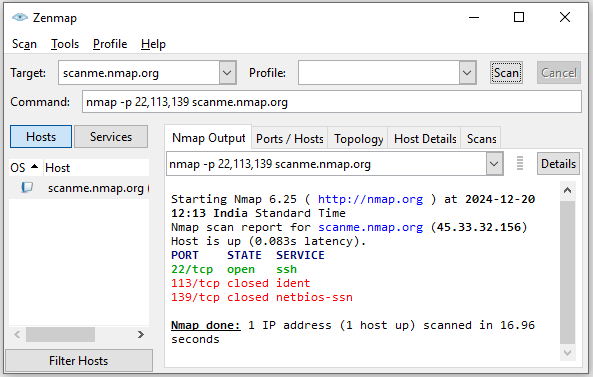 Zenmap
Scan Tools Profile Help
Target: scanme.nmap.org Profile: Scan Cancel
Command: nmap -p 22,113,139 scanme.nmap.org
Hosts Services
Nmap Output Ports / Hosts Topology Host Details Scans
OS Host
scanme.nmap.org (
nmap -p 22,113,139 scanme.nmap.org Details
Starting Nmap 6.25 ( http://nmap.org ) at 2024-12-20
12:13 India Standard Time
Nmap scan report for scanme.nmap.org (45.33.32.156)
Host is up (0.083s latency).
PORT STATE SERVICE
22/tcp open ssh
113/tcp closed ident
139/tcp closed netbios-ssn
Nmap done: 1 IP address (1 host up) scanned in 16.96
seconds
Filter Hosts